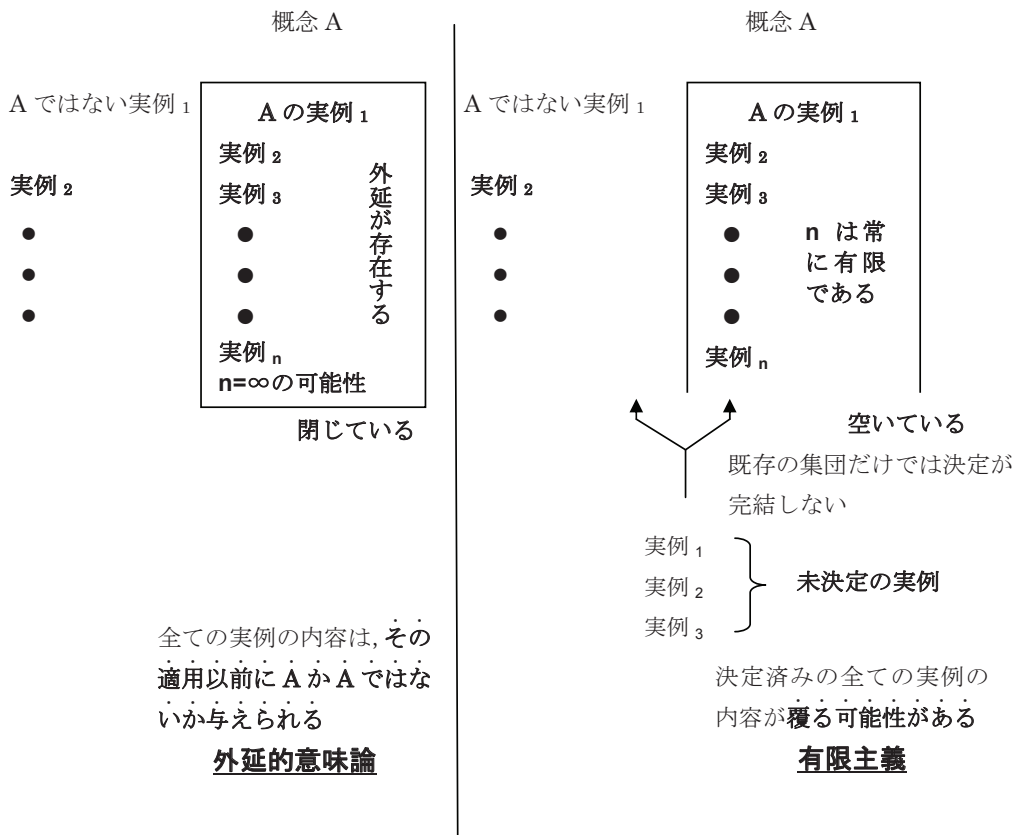 概念 A
A ではない実例 1
A の実例 1
実例 2
実例 2
実例 3
外延が存在する
実例 n
n=∞の可能性
閉じている
全ての実例の内容は, その
適用以前に A か A ではな
いか与えられる
外延的意味論
概念 A
A ではない実例 1
A の実例 1
実例 2
実例 2
実例 3
n は常
に有限
である
実例 n
空いている
既存の集団だけでは決定が
完結しない
実例 1
実例 2
未決定の実例
実例 3
決定済みの全ての実例の
内容が覆る可能性がある
有限主義